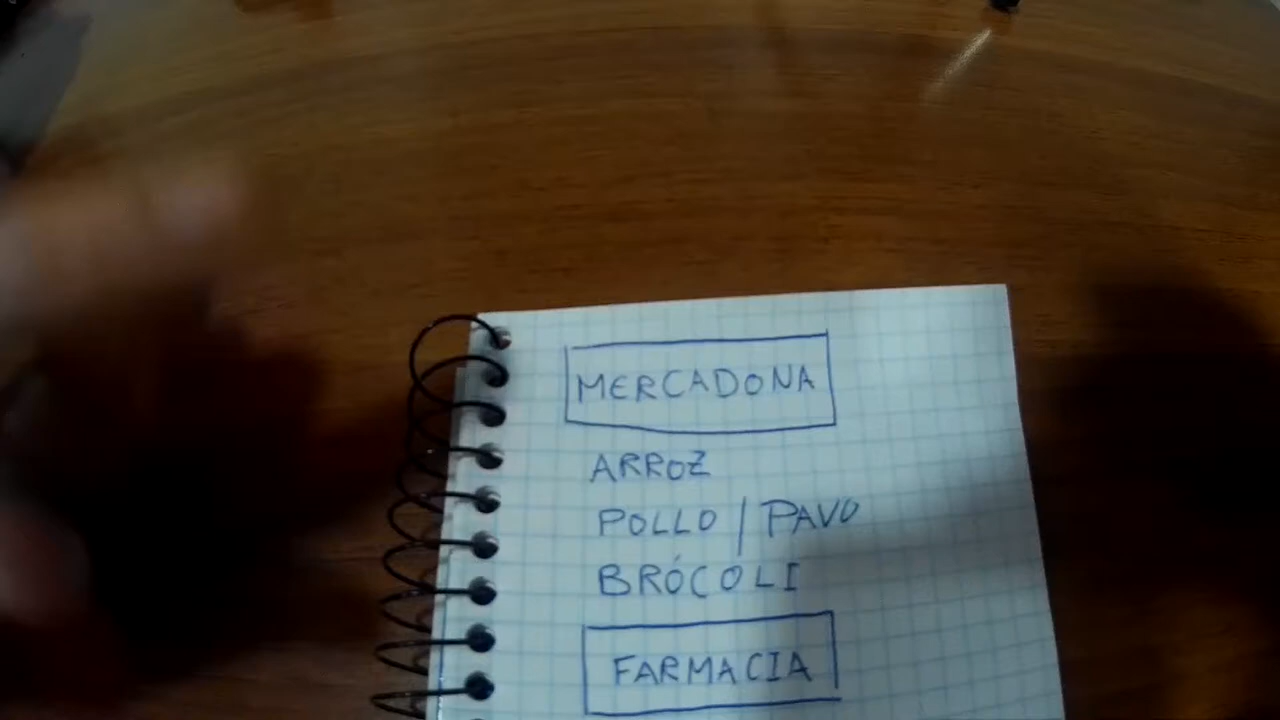 MERCADONA
ARROZ
POLLO / PAVO
BRÓCOLI
FARMACIA